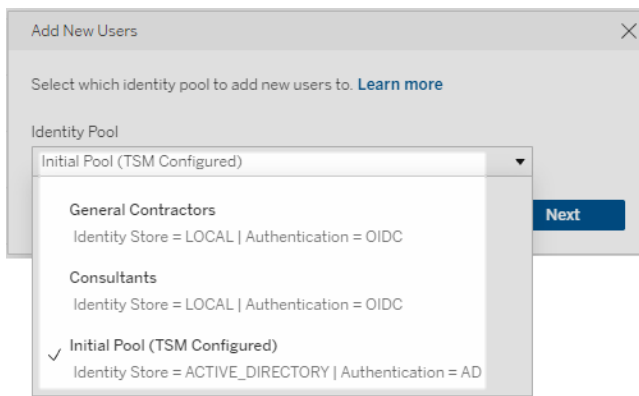 Add New Users
Select which identity pool to add new users to. Learn more
Identity Pool
Initial Pool (TSM Configured)
General Contractors
Identity Store = LOCAL | Authentication = OIDC
Next
Consultants
Identity Store = LOCAL | Authentication = OIDC
Initial Pool (TSM Configured)
Identity Store = ACTIVE_DIRECTORY | Authentication = AD